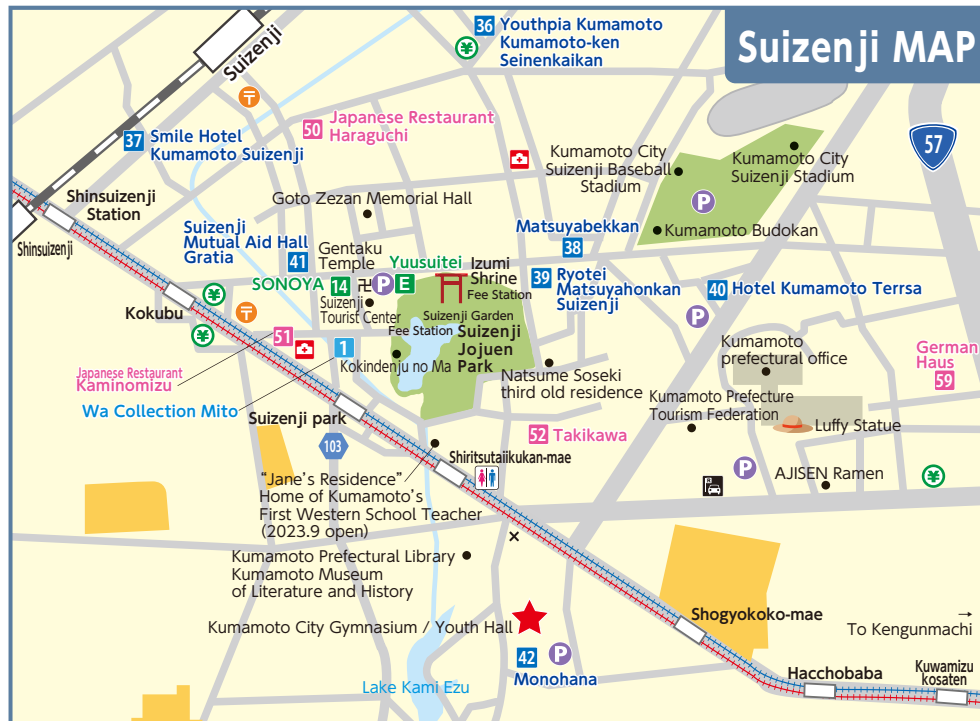 Suizenji MAP
36 Youthpia Kumamoto
Kumamoto-ken
Seinenkaikan
Suizenji
〒
57
37 Smile Hotel
Kumamoto Suizenji
50 Japanese Restaurant
Haraguchi
Kumamoto City
Suizenji Baseball
Stadium
Kumamoto City
Suizenji Stadium
P
Kumamoto Budokan
Shinsuizenji
Station
Shinsuizenji
Goto Zezan Memorial Hall
Suizenji
Mutual Aid Hall
Gratia
41
Gentaku
Temple
卍
Yuusuitei
E
P
Izumi
Shrine
Fee Station
Matsuyabekkan
38
39 Ryotei
Matsuyahonkan
Suizenji
40 Hotel Kumamoto Terrsa
P
SONOYA 14
Suizenji
Tourist Center
Suizenji Garden
Fee Station
Suizenji
Jojuen
Park
Kokindenju no Ma
Kokubu
¥
¥
¥
〒
51
Japanese Restaurant
Kaminomizu
1
Wa Collection Mito
Natsume Soseki
third old residence
Kumamoto
prefectural office
German
Haus
59
Kumamoto Prefecture
Tourism Federation
Luffy Statue
Suizenji park
103
52 Takikawa
Shiritsutaiikukan-mae
"Jane's Residence"
Home of Kumamoto's
First Western School Teacher
(2023.9 open)
P
AJISEN Ramen
¥
Kumamoto Prefectural Library
Kumamoto Museum
of Literature and History
Kumamoto City Gymnasium / Youth Hall
42
Monohana
P
Lake Kami Ezu
Shogyokoko-mae
→
To Kengunmachi
Hacchobaba
Kuwamizu
kosaten